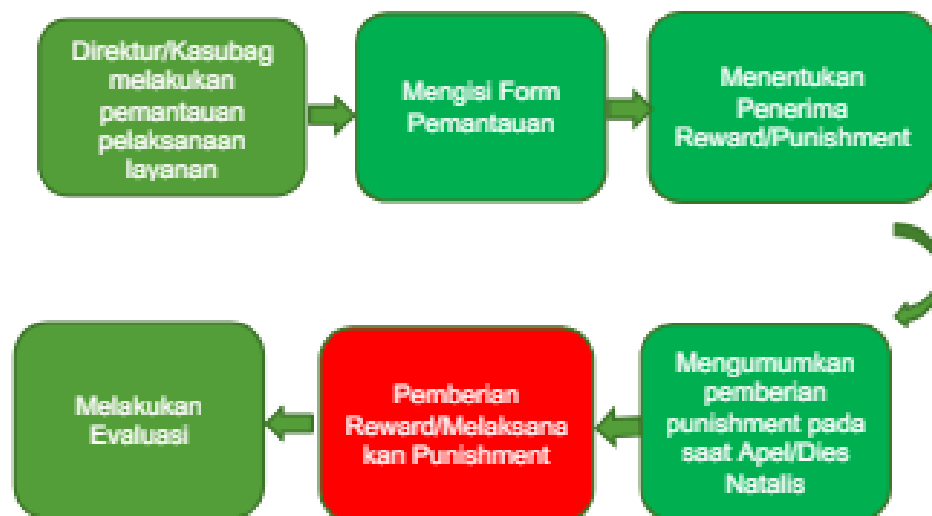 Direktur/Kasubag
melakukan
pemantauan
pelaksanaan
layanan
Mengisi Form
Pemantauan
Menentukan
Penerima
Reward/Punishment
Mengumumkan
pemberian
punishment pada
saat Apel/Dies
Natalis
Pemberian
Reward/Melaksana
kan Punishment
Melakukan
Evaluasi